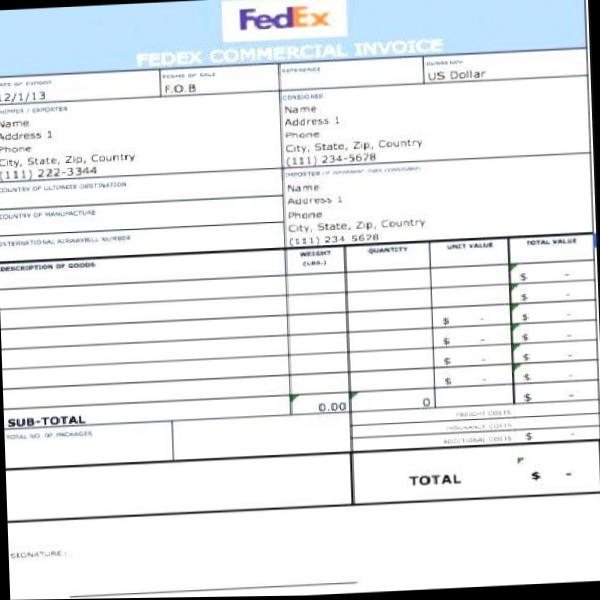 FedEx
FEDEX COMMERCIAL INVOICE
DATE OF EXPORT
12/1/13
TERMS OF SALE
F.O.B
REFERENCE
CURRENCY
US Dollar
SHIPPER / EXPORTER
Name
Address 1
Phone
City, State, Zip, Country
(111) 222-3344
CONSIGNEE
Name
Address 1
Phone
City, State, Zip, Country
(111) 234-5678
COUNTRY OF ULTIMATE DESTINATION
COUNTRY OF MANUFACTURE
INTERNATIONAL AIRWAYBILL NUMBER
IMPORTER (IF DIFFERENT THAN CONSIGNEE)
Name
Address 1
Phone
City, State, Zip, Country
(111) 234 5678
DESCRIPTION OF GOODS
WEIGHT
(LBS.)
QUANTITY
UNIT VALUE
TOTAL VALUE
$ -
$ -
$ - $ -
$ - $ -
$ - $ -
$ - $ -
SUB-TOTAL 0.00 0 $ -
TOTAL NO. OF PACKAGES
FREIGHT COSTS
INSURANCE COSTS
ADDITIONAL COSTS $ -
TOTAL $ -
SIGNATURE: